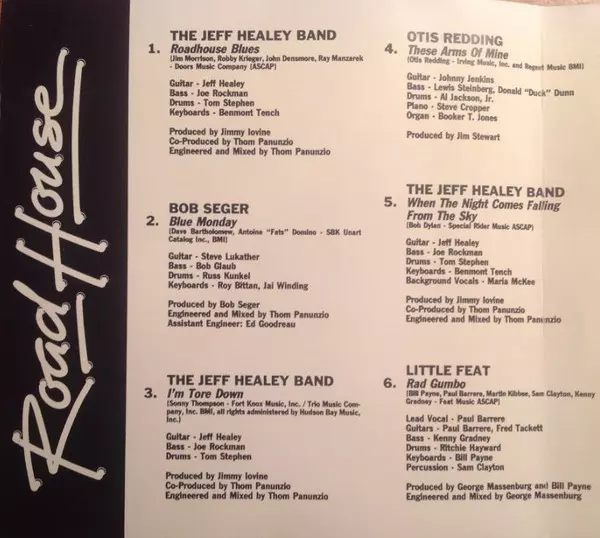 Road House
THE JEFF HEALEY BAND
1. Roadhouse Blues
(Jim Morrison, Robby Krieger, John Densmore, Ray Manzarek
- Doors Music Company (ASCAP)
Guitar - Jeff Healey
Bass - Joe Rockman
Drums - Tom Stephen
Keyboards - Benmont Tench
Produced by Jimmy Iovine
Co-Produced by Thom Panunzio
Engineered and Mixed by Thom Panunzio
BOB SEGER
2. Blue Monday
(Dave Bartholomew, Antoine "Fats" Domino - SBK Unart
Catalog Inc., BMI)
Guitar - Steve Lukather
Bass - Bob Glaub
Drums - Russ Kunkel
Keyboards - Roy Bittan, Jai Winding
Produced by Bob Seger
Engineered and Mixed by Thom Panunzio
Assistant Engineer: Ed Goodreau
THE JEFF HEALEY BAND
3. I'm Tore Down
(Sonny Thompson - Fort Knox Music, Inc. / Trio Music Com-
pany, Inc. BMI, all rights administered by Hudson Bay Music,
Inc.)
Guitar - Jeff Healey
Bass - Joe Rockman
Drums - Tom Stephen
Produced by Jimmy Iovine
Co-Produced by Thom Panunzio
Engineered and Mixed by Thom Panunzio
OTIS REDDING
4. These Arms Of Mine
(Otis Redding - Irving Music, Inc. and Regent Music BMI)
Guitar - Johnny Jenkins
Bass - Lewis Steinberg, Donald "Duck" Dunn
Drums - Al Jackson, Jr.
Piano - Steve Cropper
Organ - Booker T. Jones
Produced by Jim Stewart
THE JEFF HEALEY BAND
5. When The Night Comes Falling
From The Sky
(Bob Dylan - Special Rider Music ASCAP)
Guitar - Jeff Healey
Bass - Joe Rockman
Drums - Tom Stephen
Keyboards - Benmont Tench
Background Vocals - Maria McKee
Produced by Jimmy Iovine
Co-Produced by Thom Panunzio
Engineered and Mixed by Thom Panunzio
LITTLE FEAT
6. Rad Gumbo
(Bill Payne, Paul Barrere, Martin Kibbee, Sam Clayton, Kenny
Gredney - Feat Music ASCAP)
Lead Vocal - Paul Barrere
Guitars - Paul Barrere, Fred Tackett
Bass - Kenny Gradney
Drums - Ritchie Hayward
Keyboards - Bill Payne
Percussion - Sam Clayton
Produced by George Massenburg and Bill Payne
Engineered and Mixed by George Massenburg